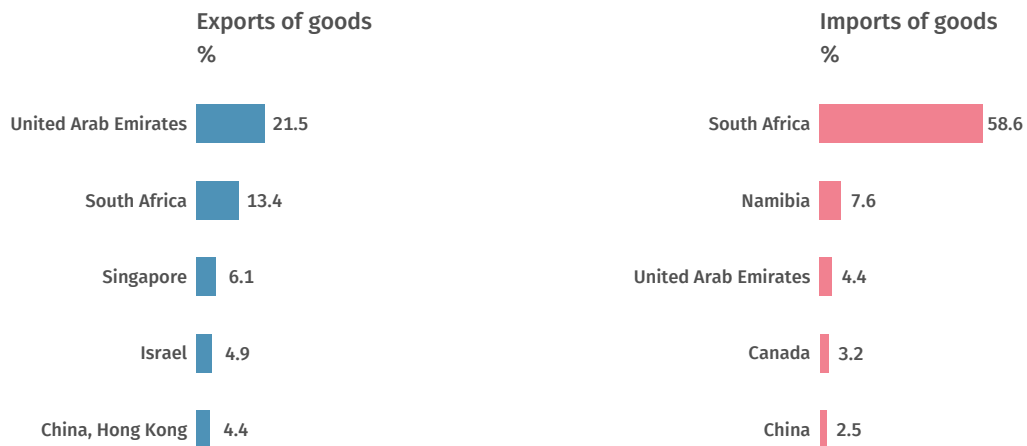 Exports of goods
%
United Arab Emirates 21.5
South Africa 13.4
Singapore 6.1
Israel 4.9
China, Hong Kong 4.4
Imports of goods
%
South Africa 58.6
Namibia 7.6
United Arab Emirates 4.4
Canada 3.2
China 2.5